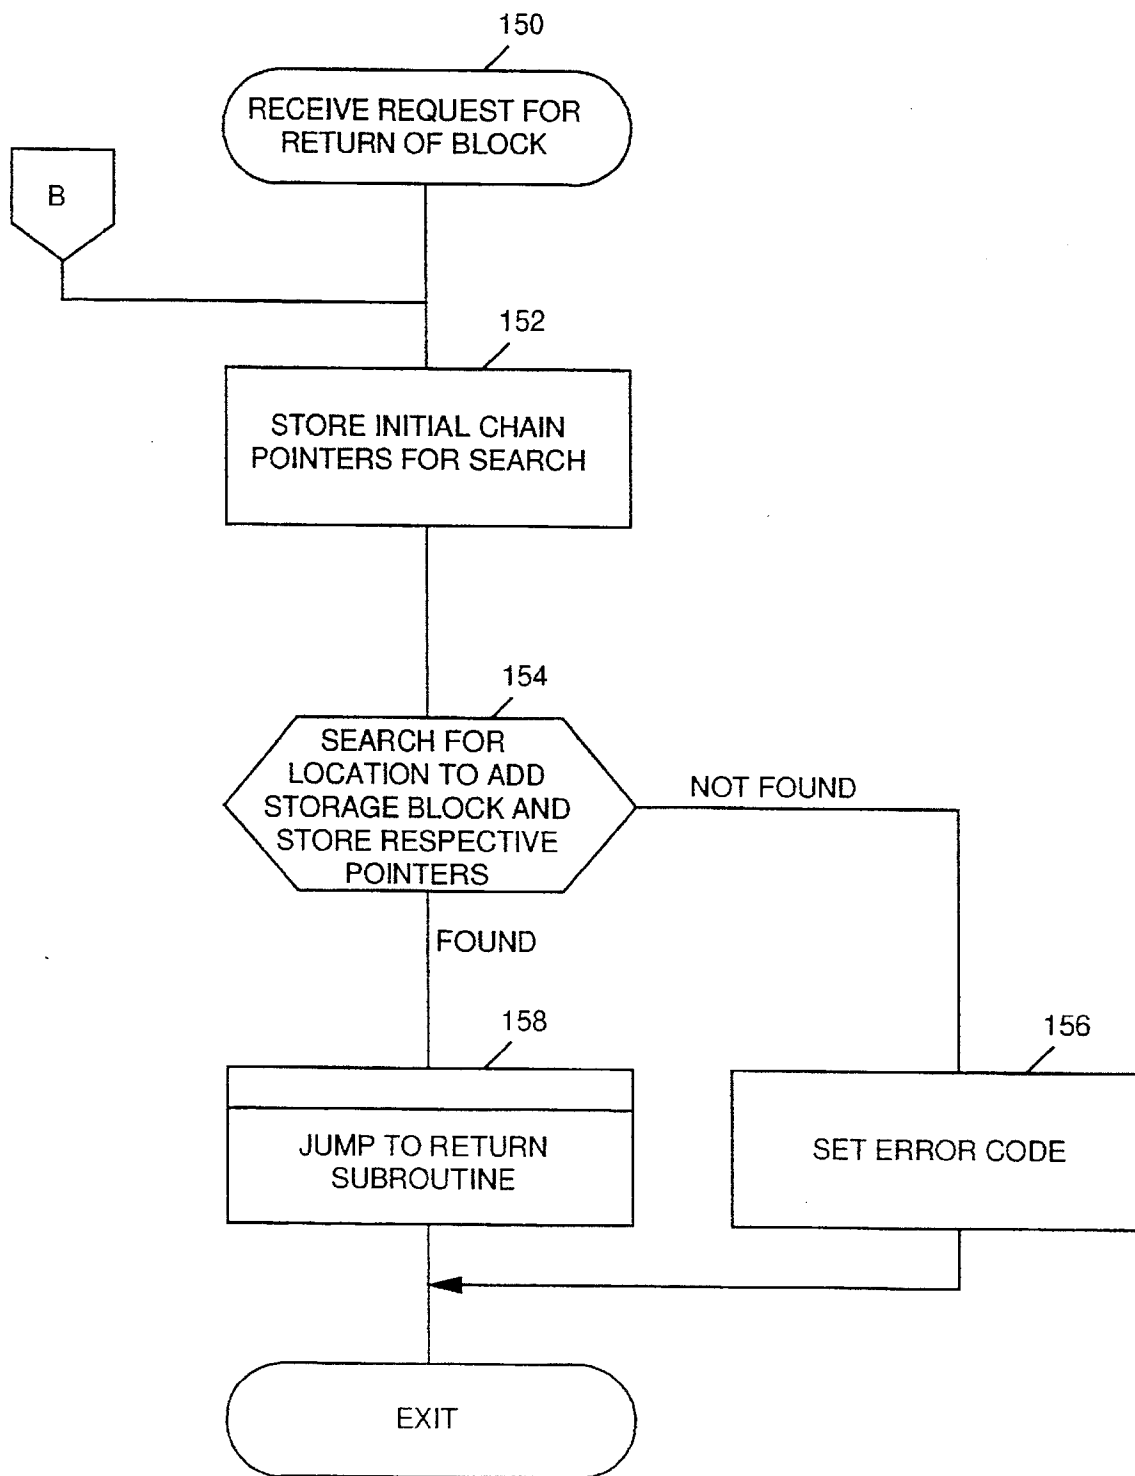 150
RECEIVE REQUEST FOR
RETURN OF BLOCK
B
152
STORE INITIAL CHAIN
POINTERS FOR SEARCH
154
SEARCH FOR
LOCATION TO ADD
STORAGE BLOCK AND
STORE RESPECTIVE
POINTERS
NOT FOUND
FOUND
158
JUMP TO RETURN
SUBROUTINE
156
SET ERROR CODE
EXIT